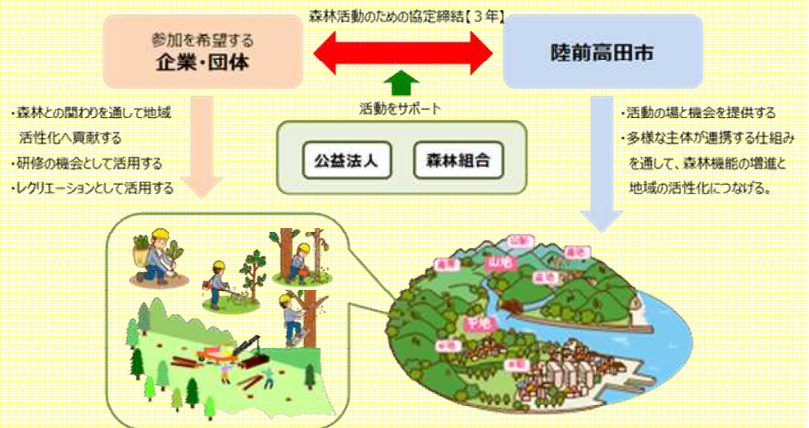 森林活動のための協定締結【３年】
参加を希望する
企業・団体
陸前高田市
活動をサポート
公益法人
森林組合
・森林との関わりを通して地域
活性化へ貢献する
・研修の機会として活用する
・レクリエーションとして活用する
・活動の場と機会を提供する
・多様な主体が連携する仕組み
を通して、森林機能の増進と
地域の活性化につなげる。
山地
平地
盆地